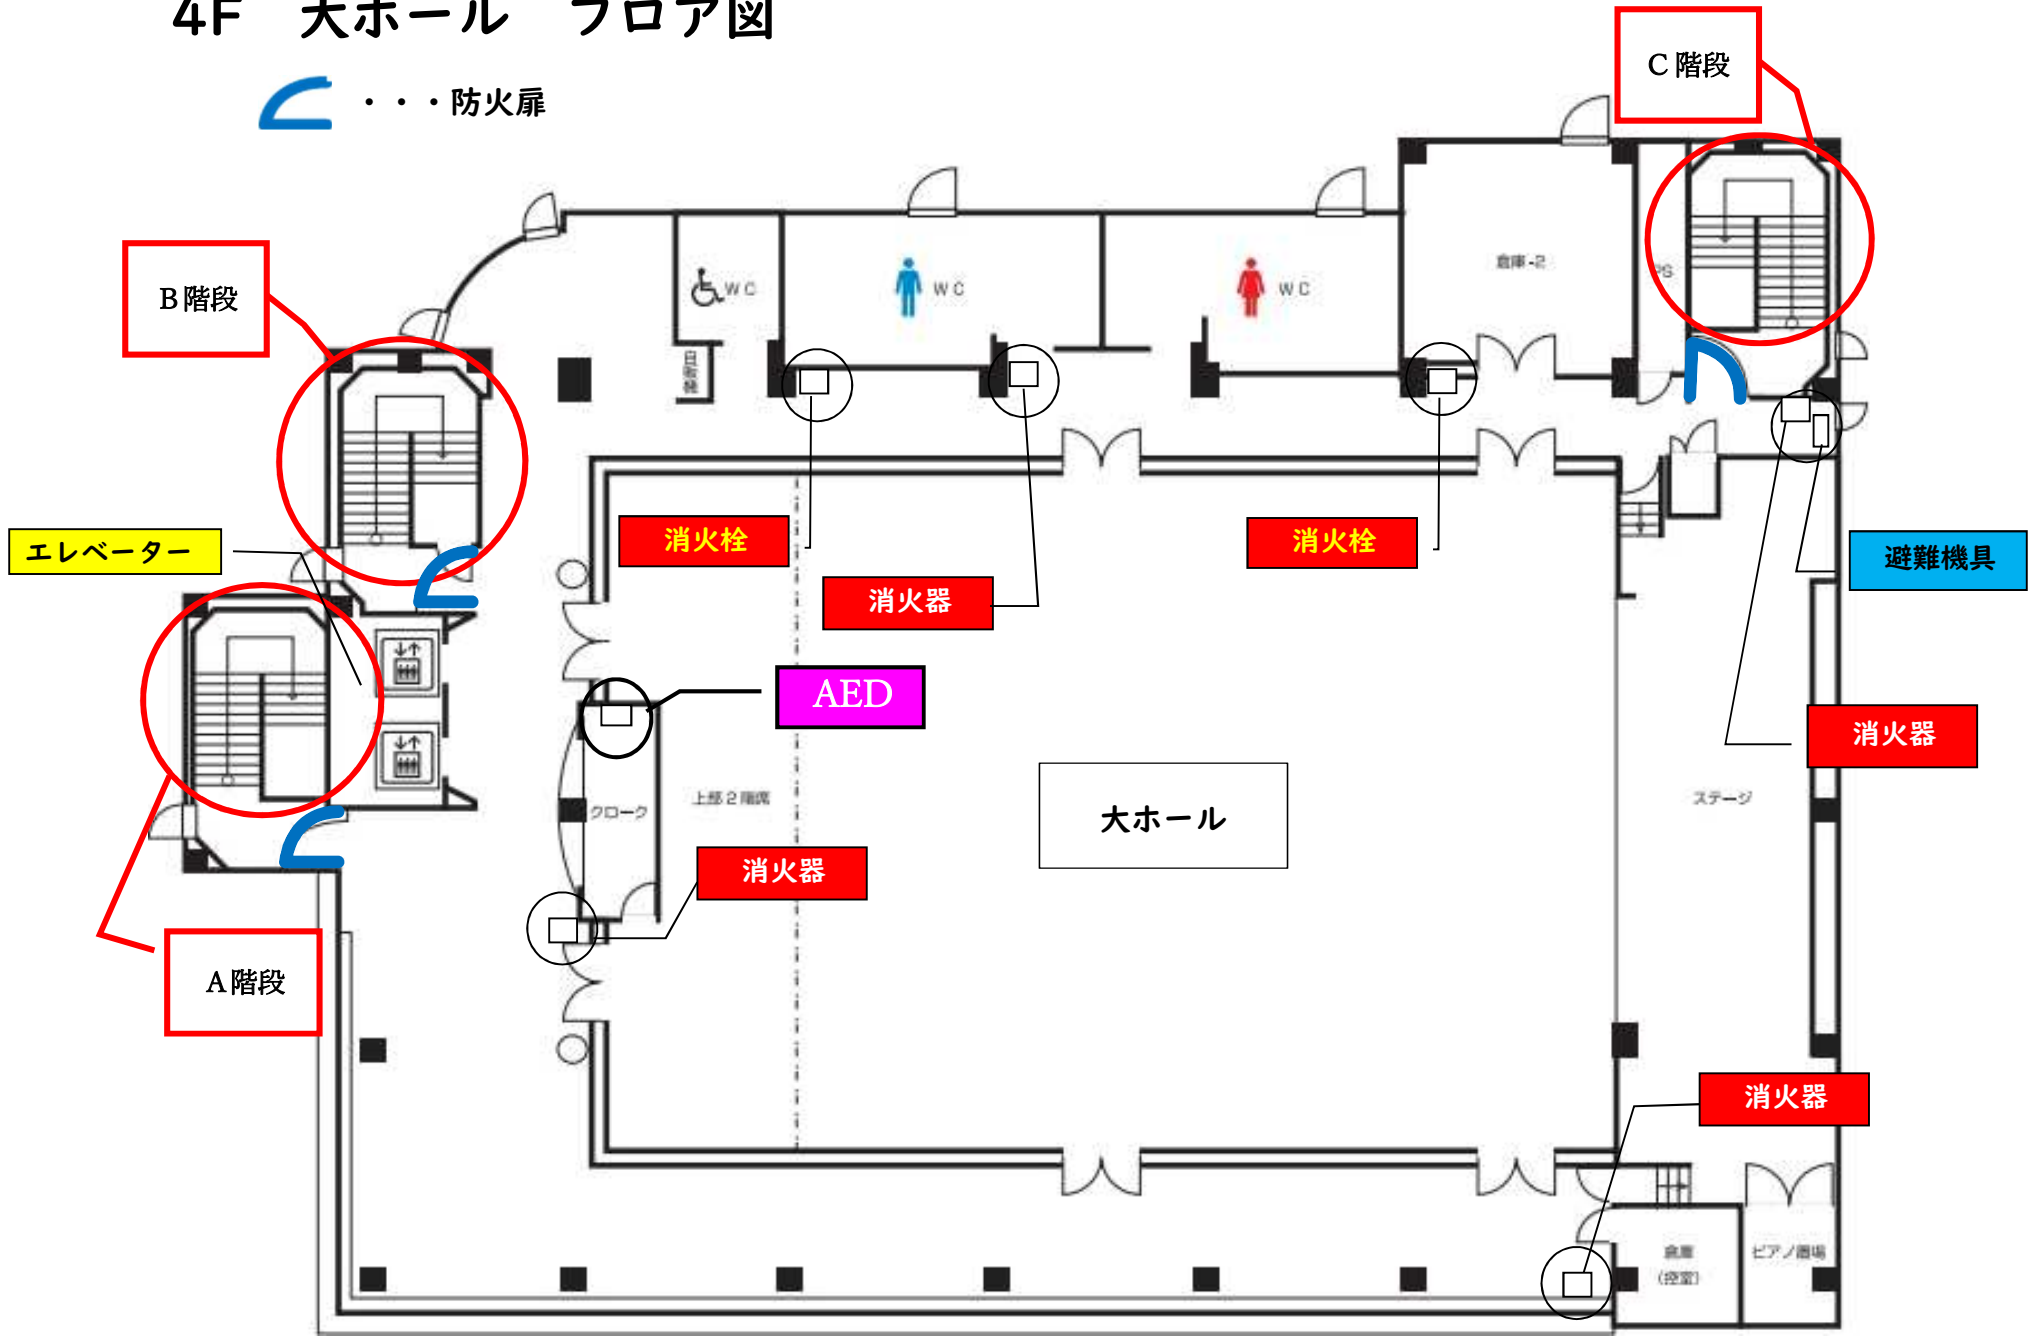 4F　大ホール　フロア図
・・・防火扉
C階段
B階段
WC
WC
WC
倉庫-2
PS
自販機
エレベーター
消火栓
消火器
消火栓
避難機具
AED
消火器
クローク
上部2階席
大ホール
ステージ
消火器
A階段
消火器
倉庫
(控室)
ピアノ置場